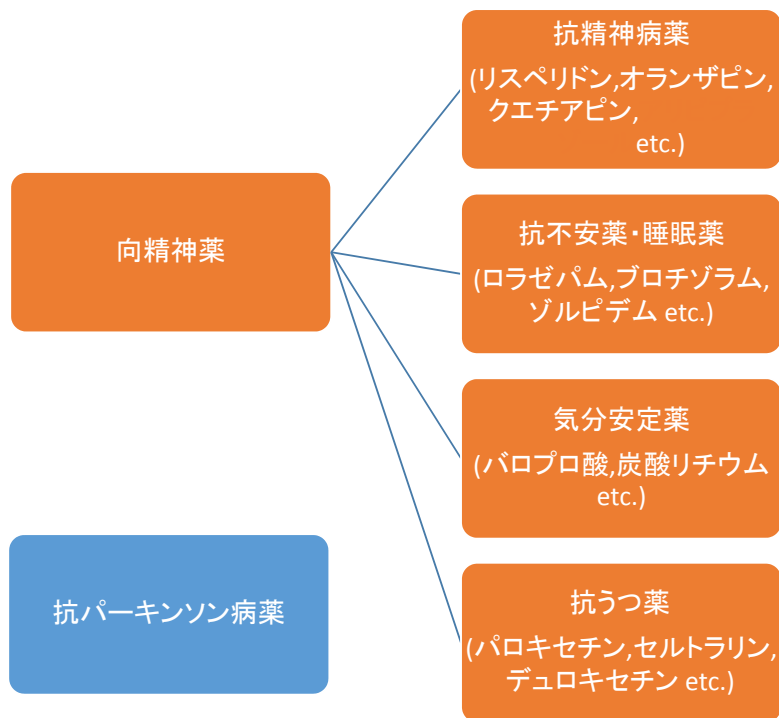 向精神薬
抗パーキンソン病薬
抗精神病薬
(リスペリドン,オランザピン,
クエチアピン,
etc.)
抗不安薬・睡眠薬
(ロラゼパム,ブロチゾラム,
ゾルピデム etc.)
気分安定薬
(バロプロ酸,炭酸リチウム
etc.)
抗うつ薬
(パロキセチン,セルトラリン,
デュロキセチン etc.)